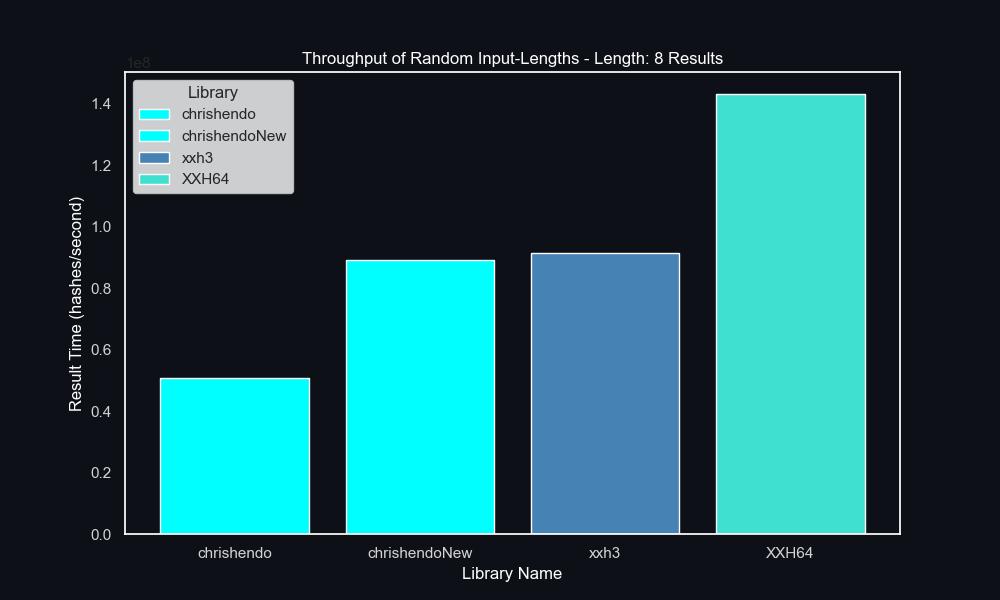 Throughput of Random Input-Lengths - Length: 8 Results
1e8
Library
chrishendo
chrishendoNew
xxh3
XXH64
1.4
1.2
1.0
0.8
0.6
0.4
0.2
0.0
Result Time (hashes/second)
chrishendo
chrishendoNew
xxh3
XXH64
Library Name